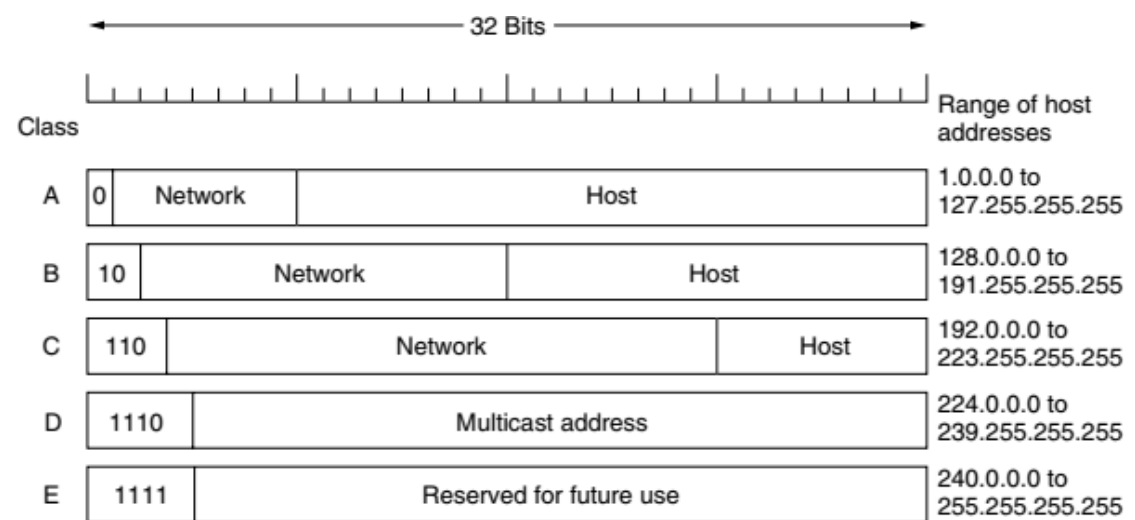 32 Bits
Range of host
addresses
Class
A
0
Network
Host
1.0.0.0 to
127.255.255.255
B
10
Network
Host
128.0.0.0 to
191.255.255.255
C
110
Network
Host
192.0.0.0 to
223.255.255.255
D
1110
Multicast address
224.0.0.0 to
239.255.255.255
E
1111
Reserved for future use
240.0.0.0 to
255.255.255.255